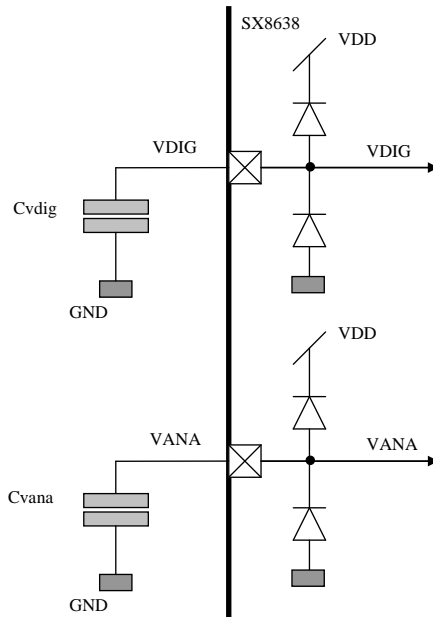 SX8638
VDD
VDIG
VDIG
Cvdig
GND
VDD
VANA
VANA
Cvana
GND